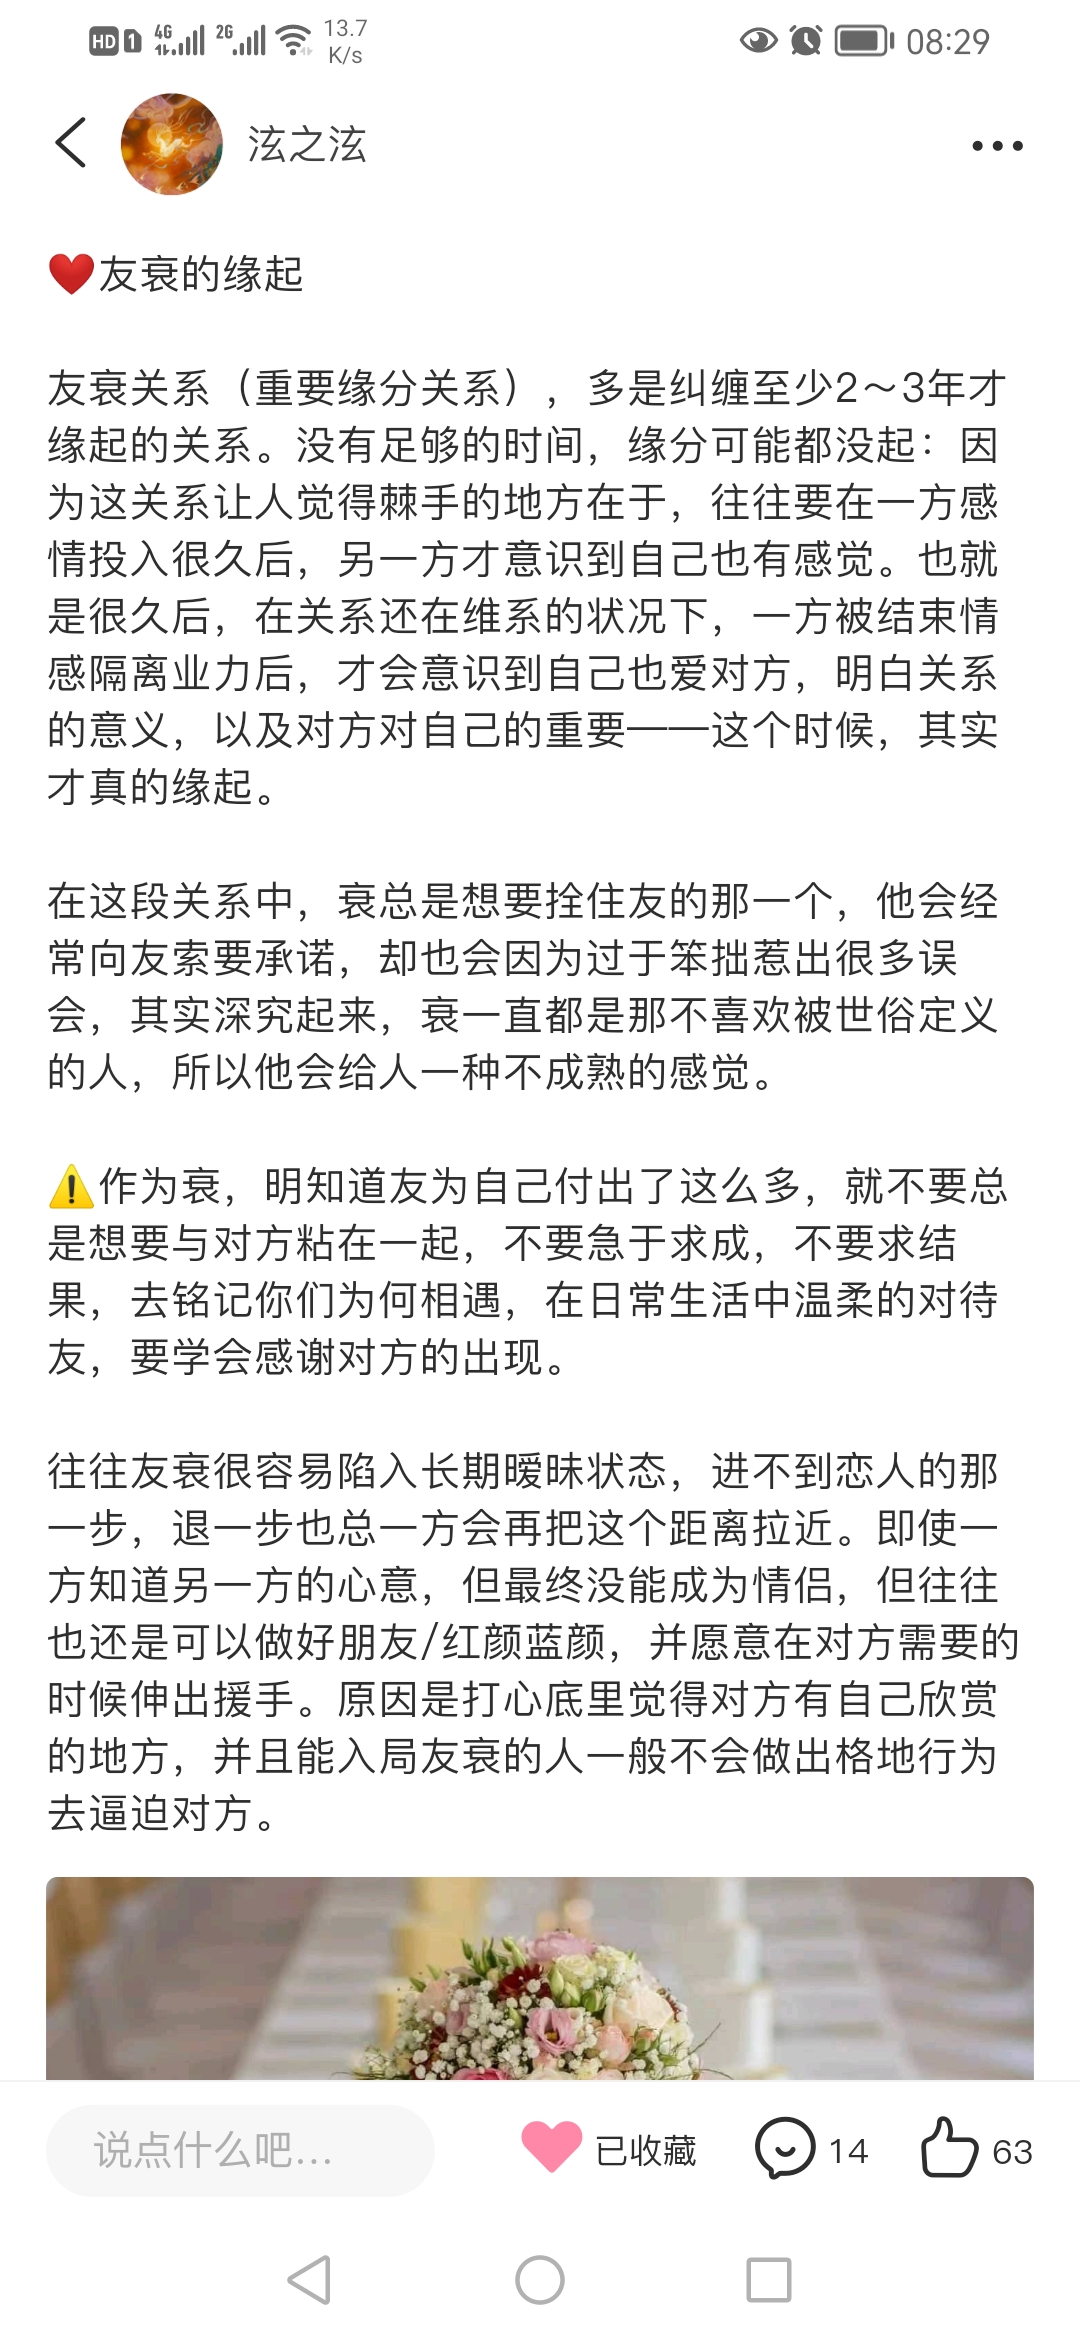 HD 1 4G 2G 13.7 K/s 08:29
泫之泫
❤️友衰的缘起
友衰关系（重要缘分关系），多是纠缠至少2～3年才
缘起的关系。没有足够的时间，缘分可能都没起：因
为这关系让人觉得棘手的地方在于，往往要在一方感
情投入很久后，另一方才意识到自己也有感觉。也就
是很久后，在关系还在维系的状况下，一方被结束情
感隔离业力后，才会意识到自己也爱对方，明白关系
的意义，以及对方对自己的重要——这个时候，其实
才真的缘起。
在这段关系中，衰总是想要拴住友的那一个，他会经
常向友索要承诺，却也会因为过于笨拙惹出很多误
会，其实深究起来，衰一直都是那不喜欢被世俗定义
的人，所以他会给人一种不成熟的感觉。
⚠️作为衰，明知道友为自己付出了这么多，就不要总
是想要与对方粘在一起，不要急于求成，不要求结
果，去铭记你们为何相遇，在日常生活中温柔的对待
友，要学会感谢对方的出现。
往往友衰很容易陷入长期暧昧状态，进不到恋人的那
一步，退一步也总一方会再把这个距离拉近。即使一
方知道另一方的心意，但最终没能成为情侣，但往往
也还是可以做好朋友/红颜蓝颜，并愿意在对方需要的
时候伸出援手。原因是打心底里觉得对方有自己欣赏
的地方，并且能入局友衰的人一般不会做出格地行为
去逼迫对方。
说点什么吧... 已收藏 14 63